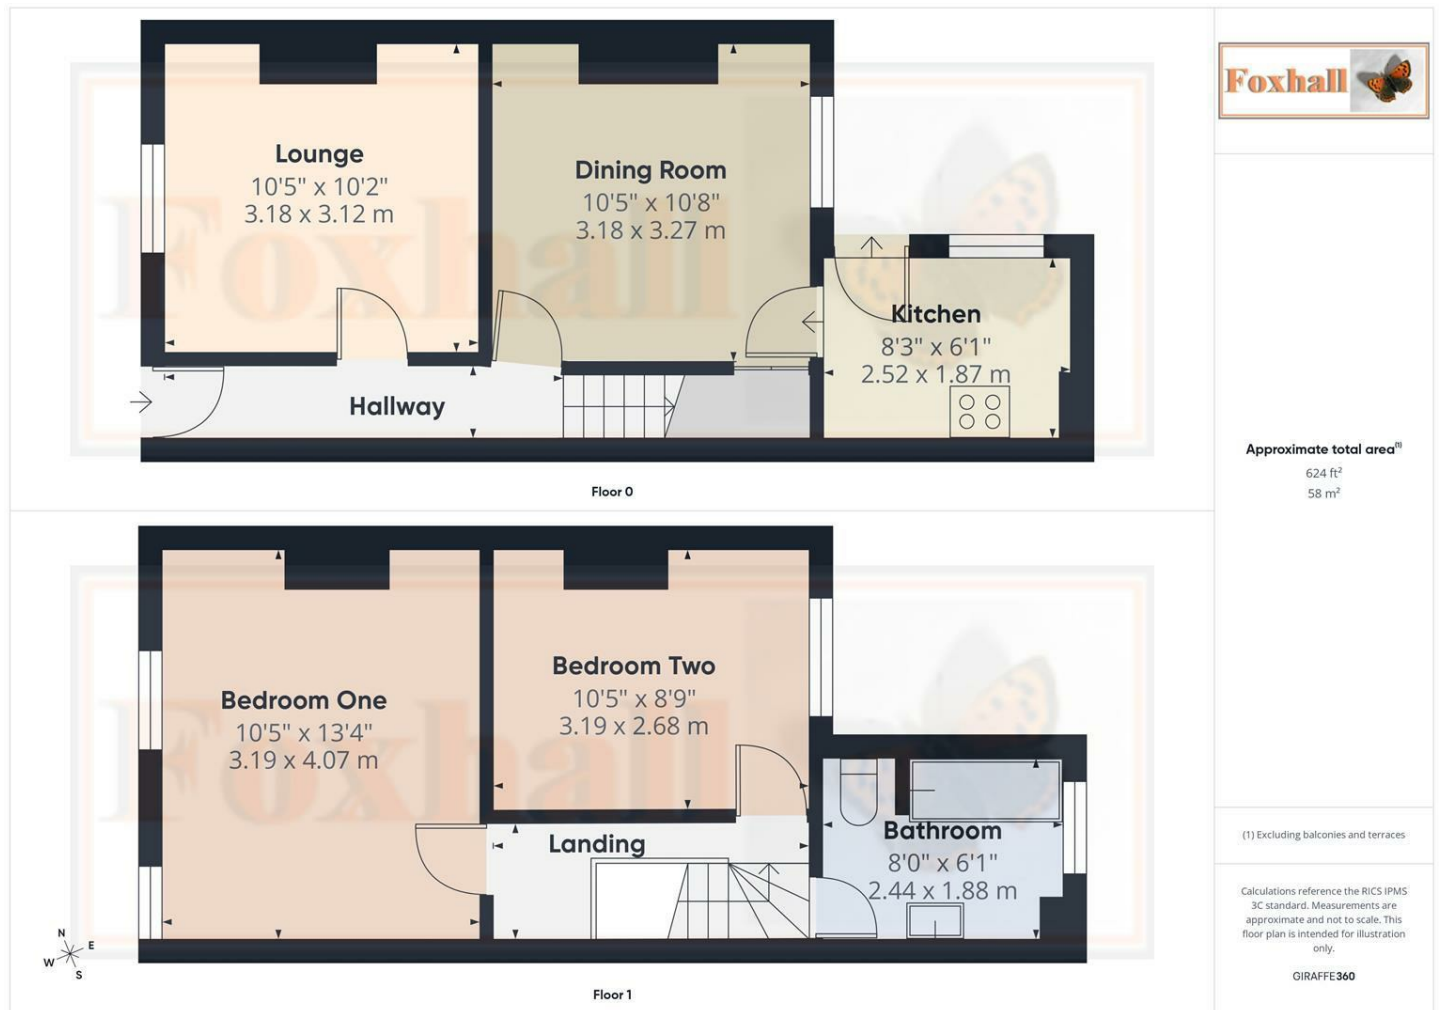 Lounge
10'5" x 10'2"
3.18 x 3.12 m
Dining Room
10'5" x 10'8"
3.18 x 3.27 m
Kitchen
8'3" x 6'1"
2.52 x 1.87 m
Hallway
Floor 0
Bedroom One
10'5" x 13'4"
3.19 x 4.07 m
Bedroom Two
10'5" x 8'9"
3.19 x 2.68 m
Landing
Bathroom
8'0" x 6'1"
2.44 x 1.88 m
N
E
W
S
Floor 1
Foxhall
Foxhall
Foxhall
Approximate total area(1)
624 ft²
58 m²
(1) Excluding balconies and terraces
Calculations reference the RICS IPMS
3C standard. Measurements are
approximate and not to scale. This
floor plan is intended for illustration
only.
GIRAFFE360